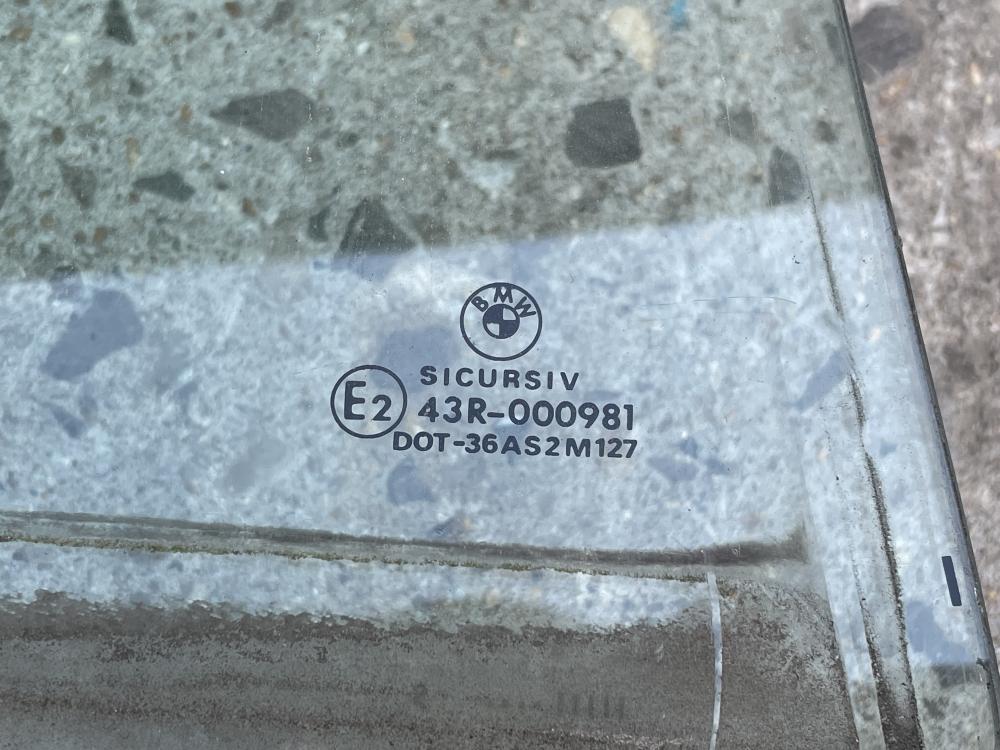 BMW
SICURSIV
E2 43R-000981
DOT-36AS2M127